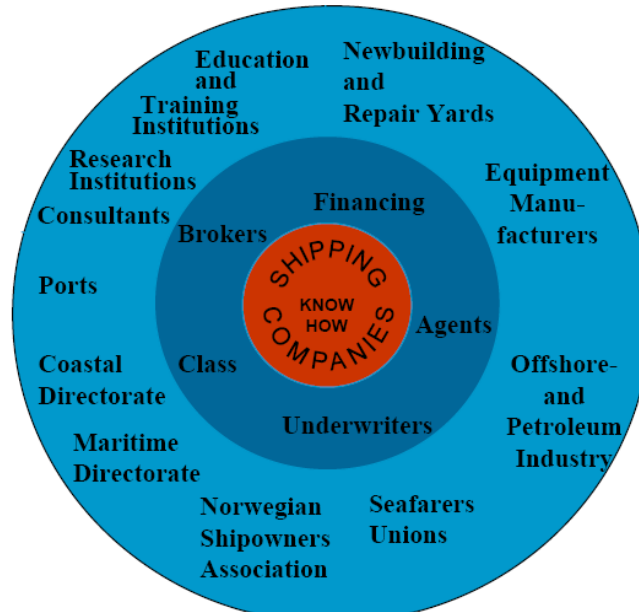 Education
and
Training
Institutions
Newbuilding
and
Repair Yards
Research
Institutions
Consultants
Equipment
Manu-
facturers
Ports
Brokers
Financing
SHIPPING
KNOW
HOW
COMPANIES
Agents
Class
Underwriters
Coastal
Directorate
Offshore-
and
Petroleum
Industry
Maritime
Directorate
Norwegian
Shipowners
Association
Seafarers
Unions